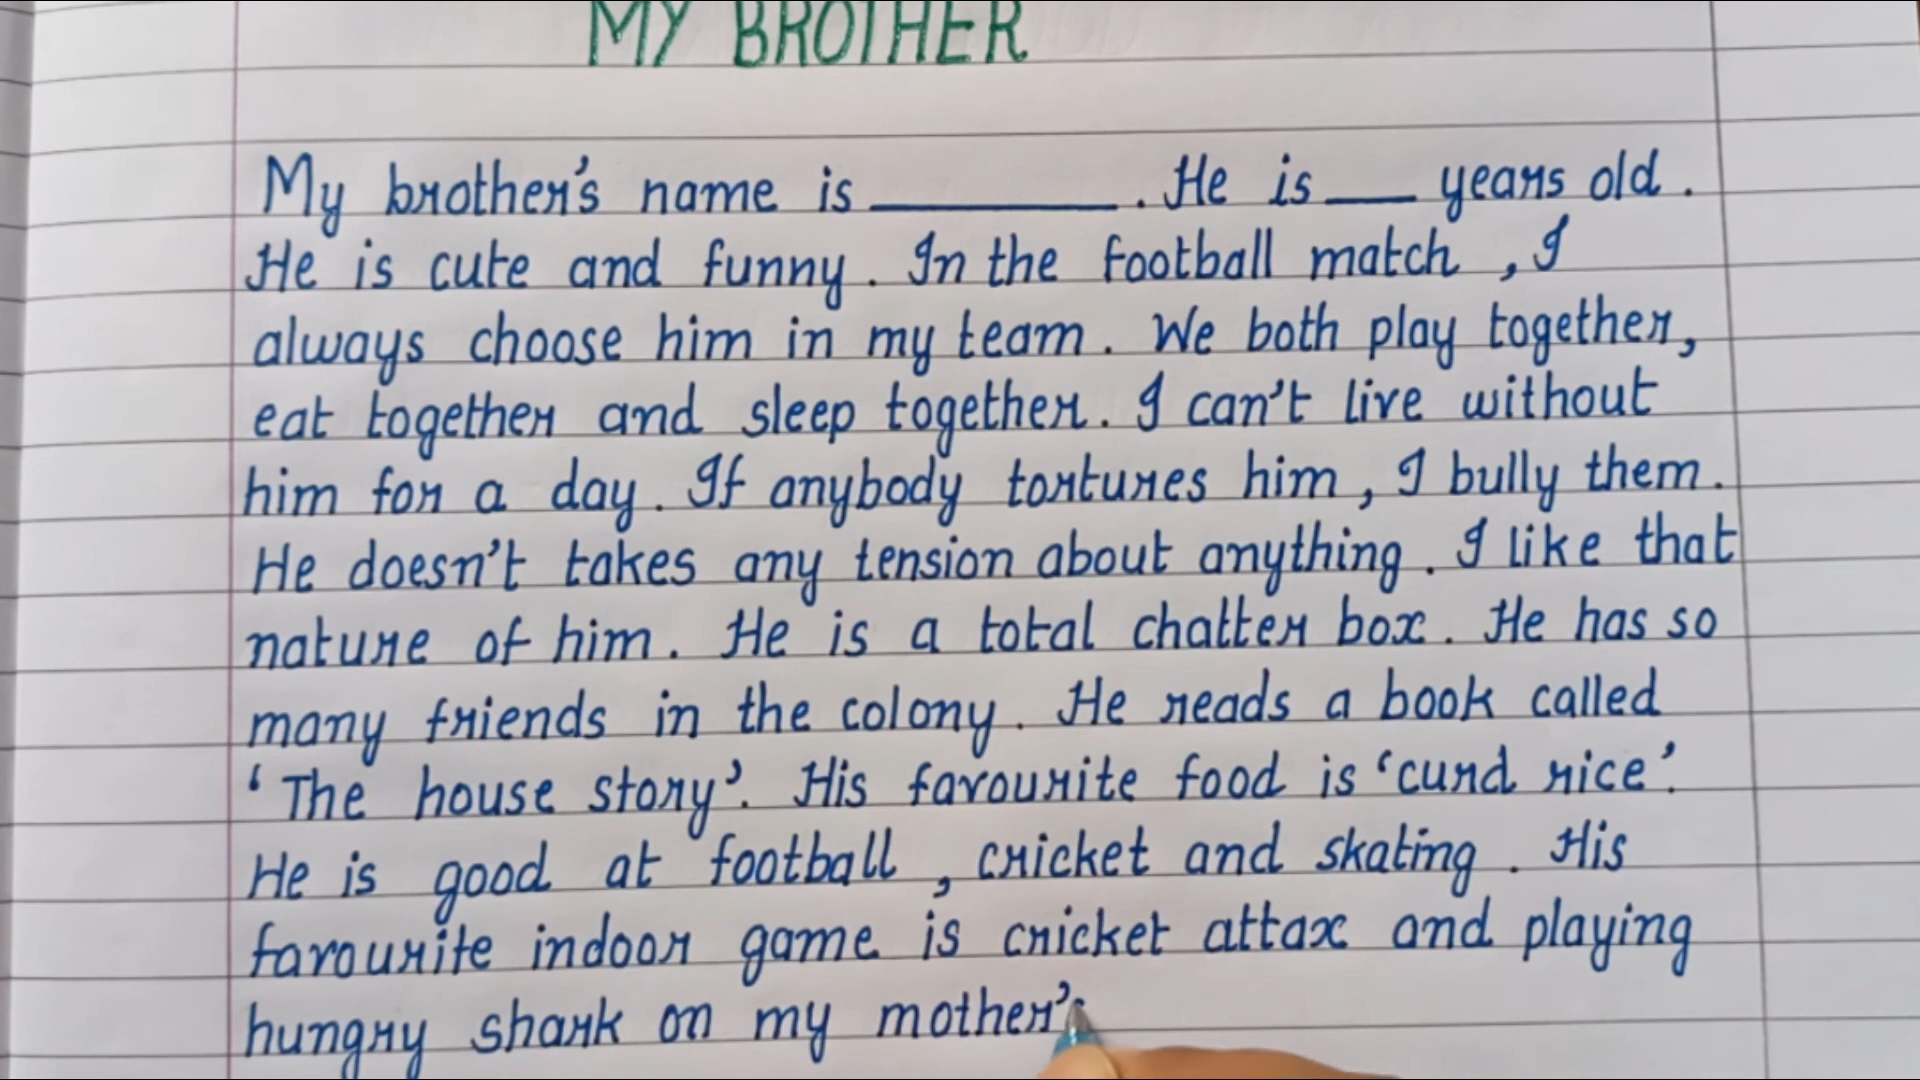 MY BROTHER
My brother's name is ________. He is ___ years old.
He is cute and funny. In the football match, I
always choose him in my team. We both play together,
eat together and sleep together. I can't live without
him for a day. If anybody tortures him, I bully them.
He doesn't takes any tension about anything. I like that
nature of him. He is a total chatter box. He has so
many friends in the colony. He reads a book called
'The house story'. His favourite food is 'curd rice'.
He is good at football, cricket and skating. His
favourite indoor game is cricket attax and playing
hungry shark on my mother's